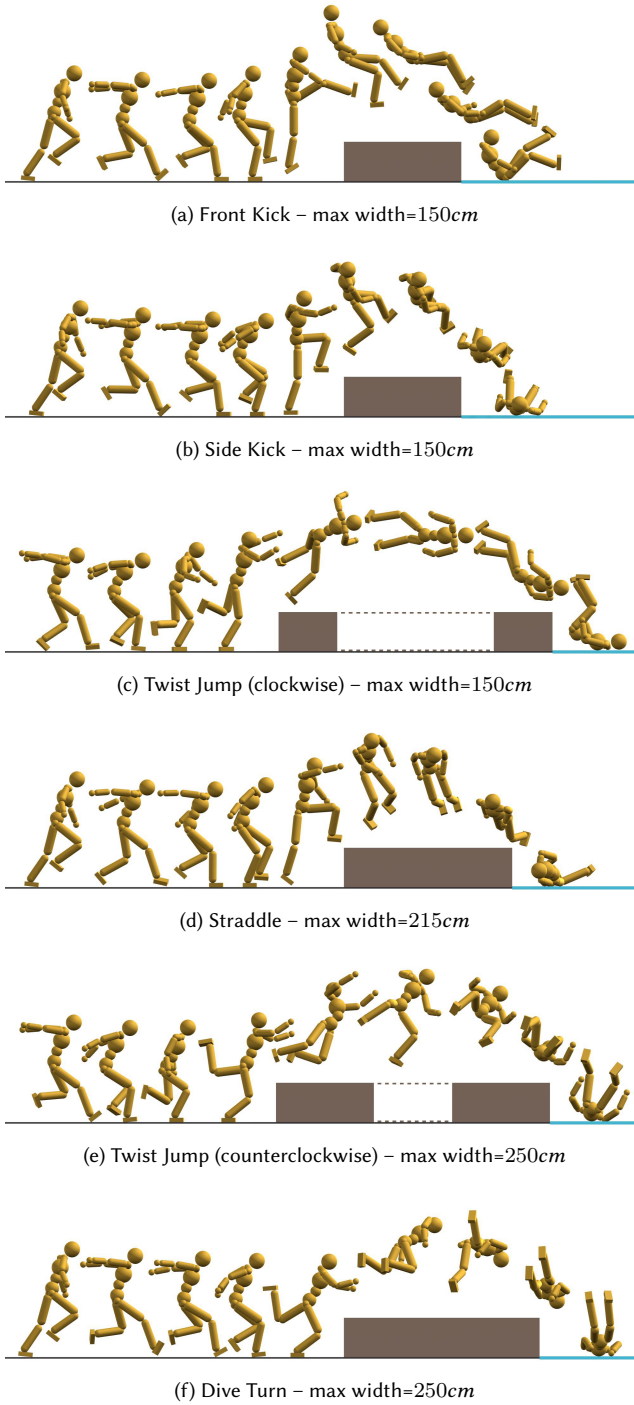 (a) Front Kick – max width=150cm
(b) Side Kick – max width=150cm
(c) Twist Jump (clockwise) – max width=150cm
(d) Straddle – max width=215cm
(e) Twist Jump (counterclockwise) – max width=250cm
(f) Dive Turn – max width=250cm